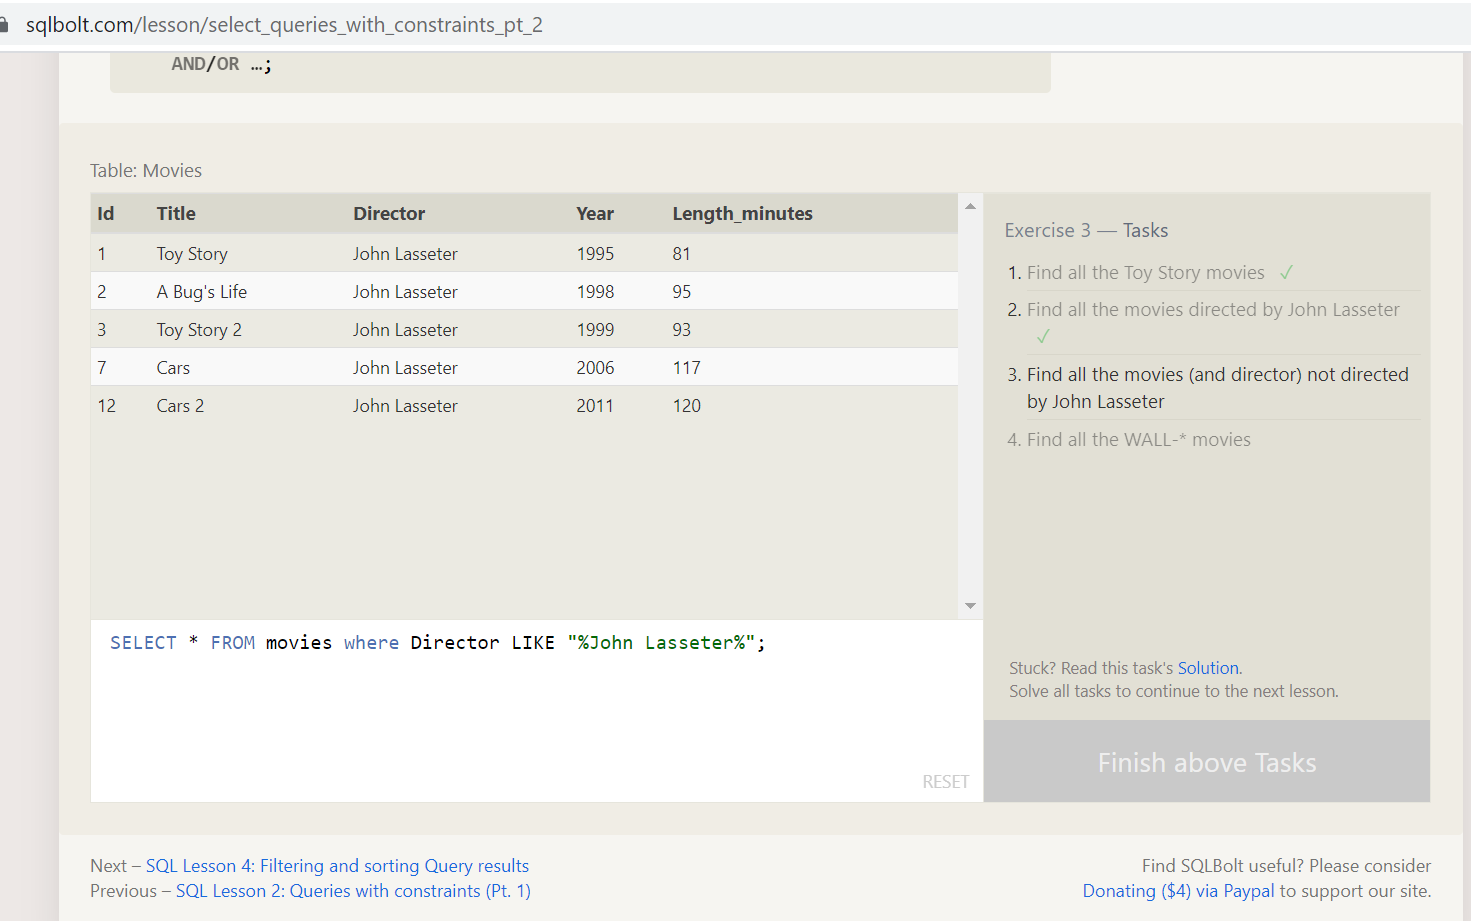 sqlbolt.com/lesson/select_queries_with_constraints_pt_2
AND/OR …;
Table: Movies
Id Title Director Year Length_minutes
1 Toy Story John Lasseter 1995 81
2 A Bug's Life John Lasseter 1998 95
3 Toy Story 2 John Lasseter 1999 93
7 Cars John Lasseter 2006 117
12 Cars 2 John Lasseter 2011 120
SELECT * FROM movies where Director LIKE "%John Lasseter%";
RESET
Exercise 3 — Tasks
1. Find all the Toy Story movies ✓
2. Find all the movies directed by John Lasseter
✓
3. Find all the movies (and director) not directed
by John Lasseter
4. Find all the WALL-* movies
Stuck? Read this task's Solution.
Solve all tasks to continue to the next lesson.
Finish above Tasks
Next – SQL Lesson 4: Filtering and sorting Query results
Previous – SQL Lesson 2: Queries with constraints (Pt. 1)
Find SQLBolt useful? Please consider
Donating ($4) via Paypal to support our site.